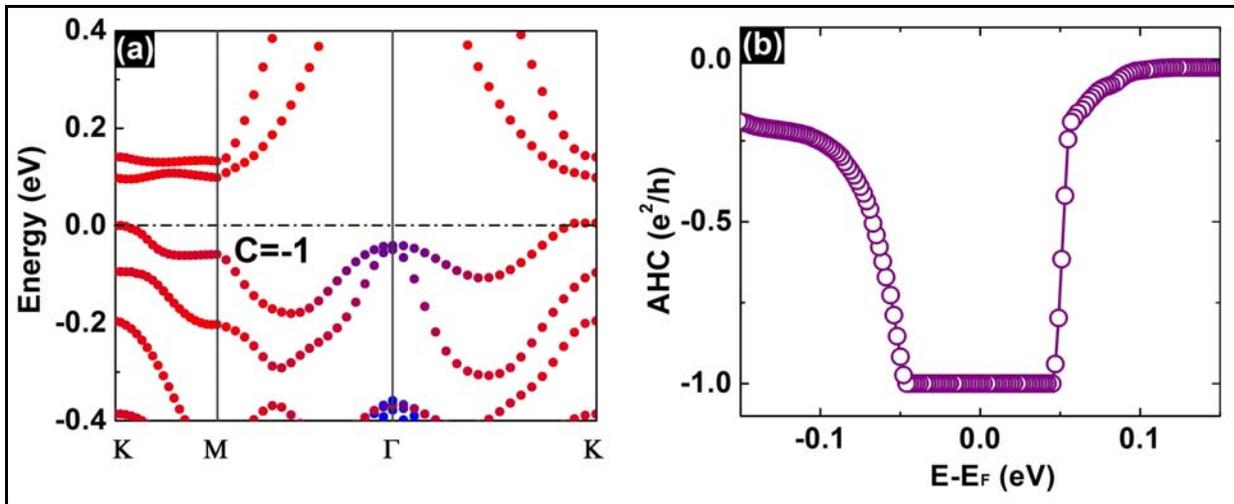 (a)
0.4
0.2
0.0
-0.2
-0.4
Energy (eV)
C=-1
K
M
Γ
K
(b)
0.0
-0.5
-1.0
AHC (e²/h)
-0.1
0.0
0.1
E-EF (eV)